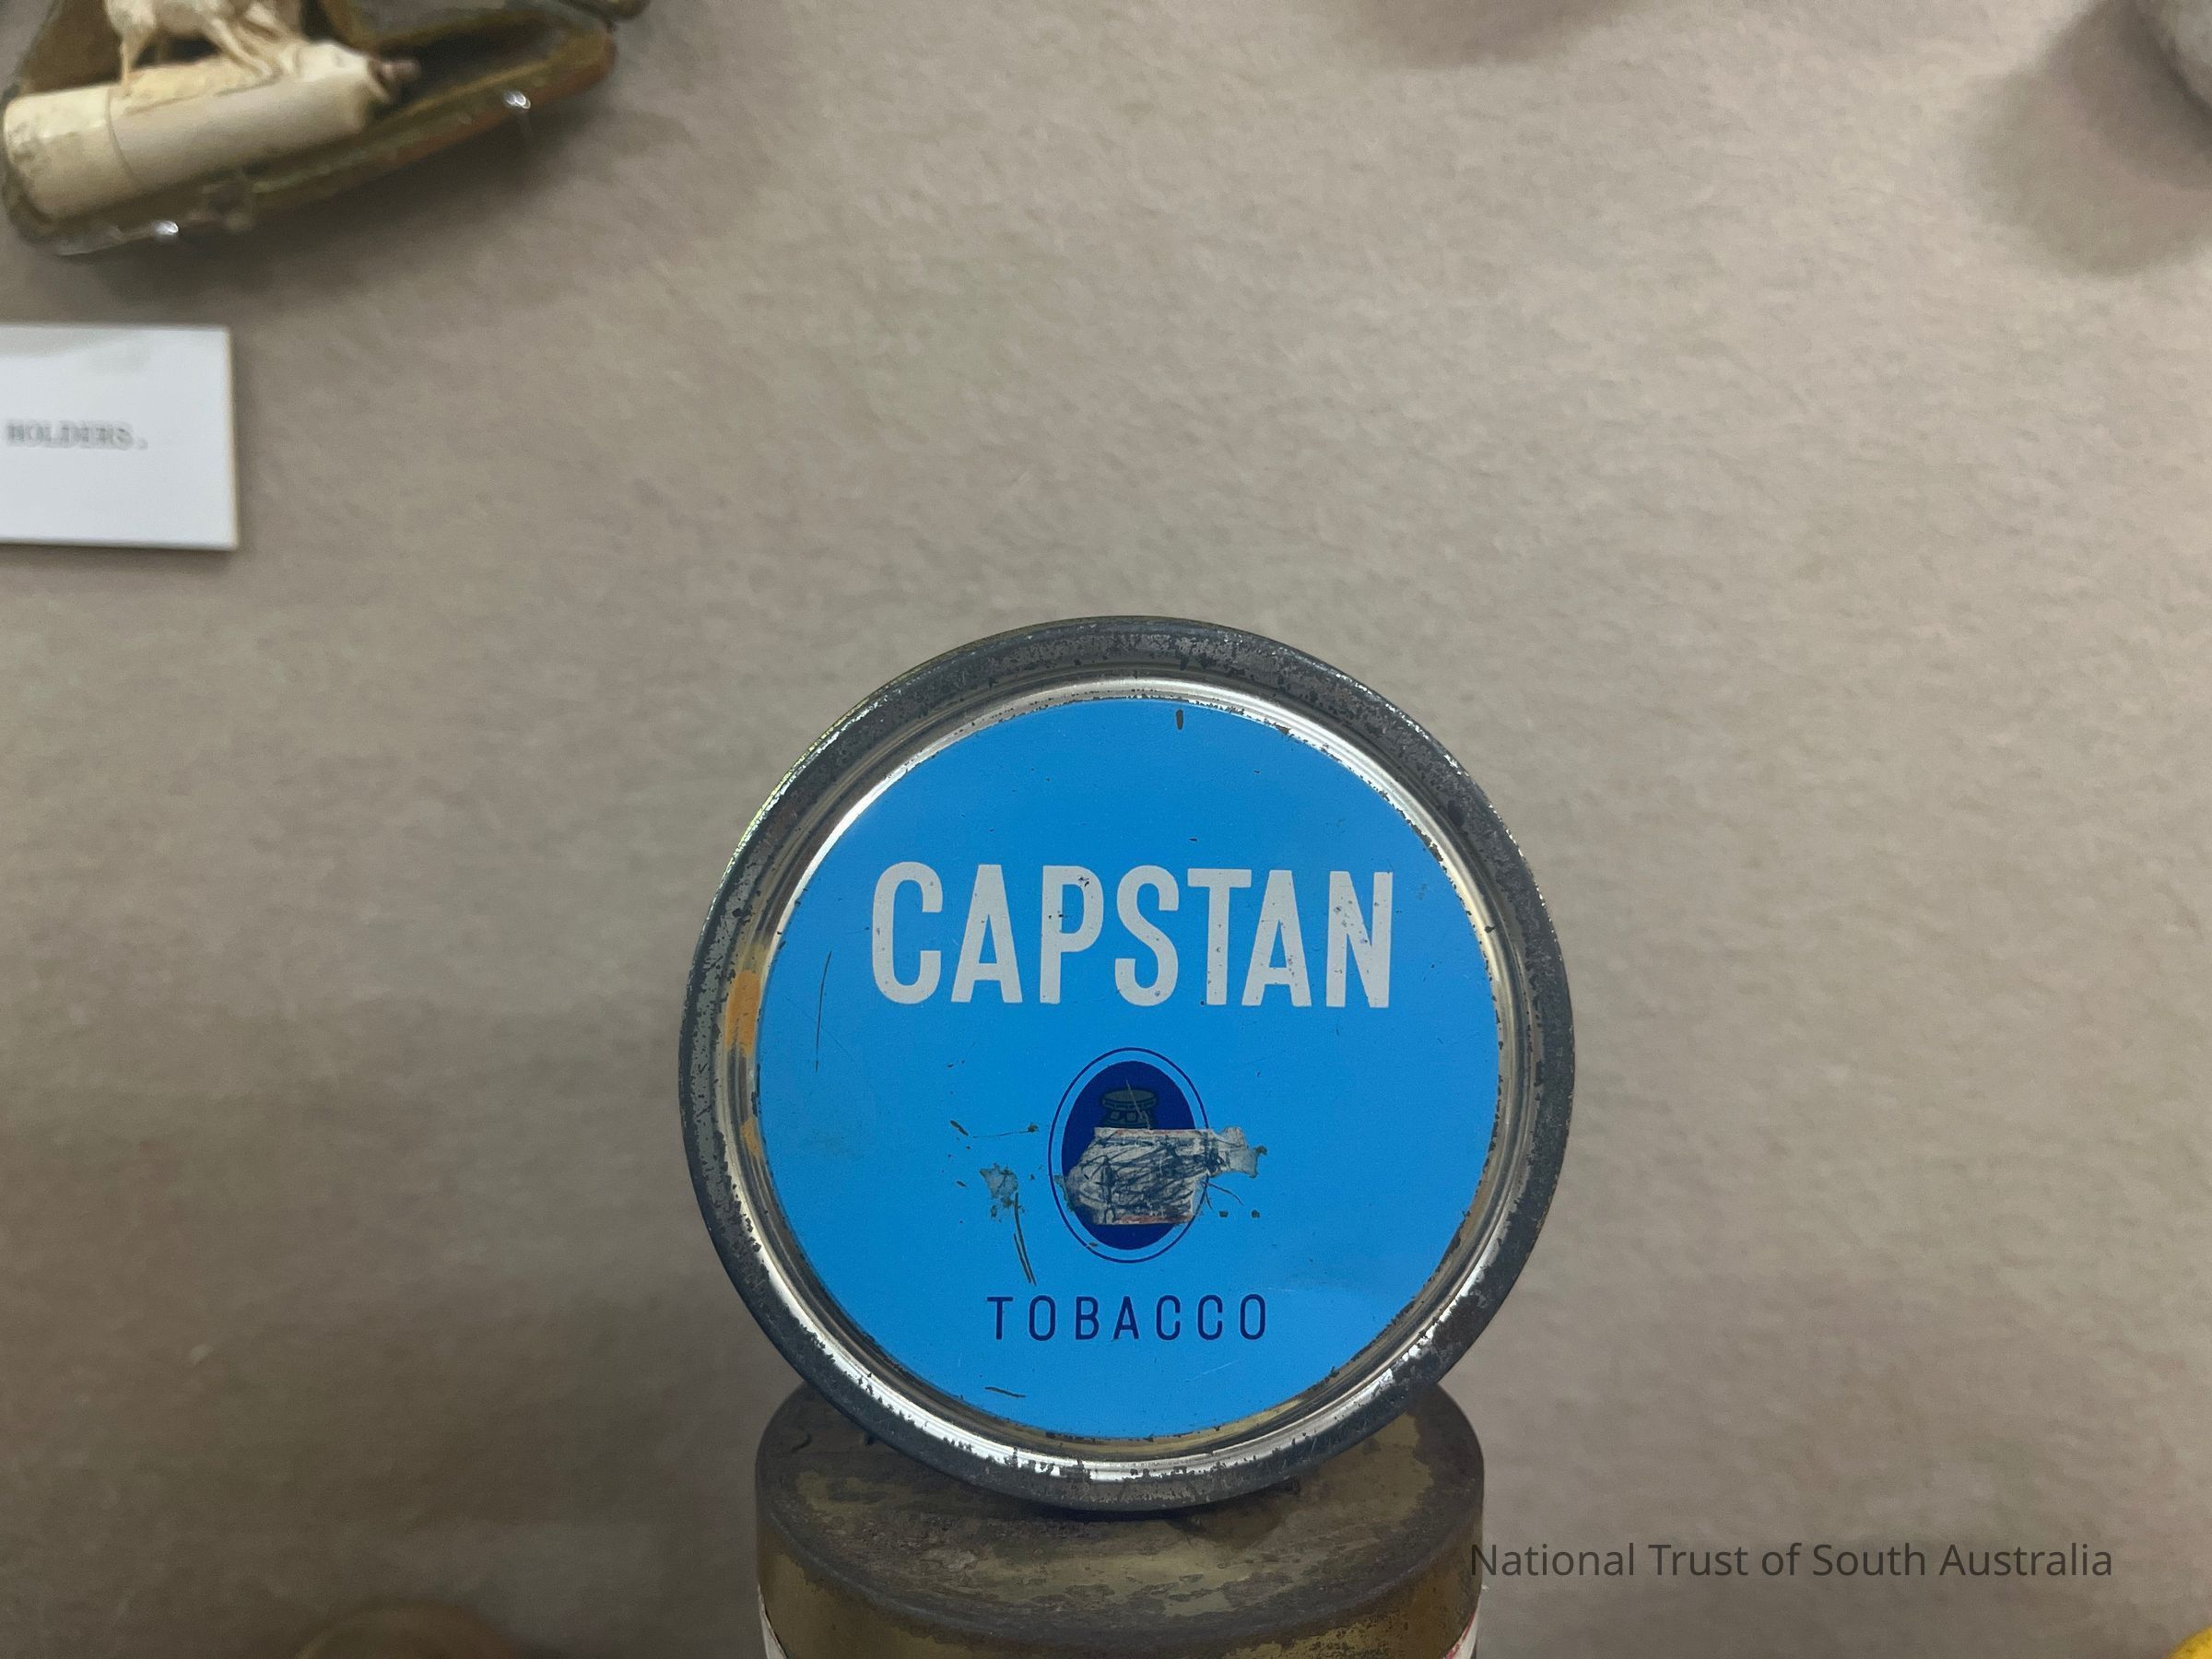 HOLDERS.
CAPSTAN
TOBACCO
National Trust of South Australia